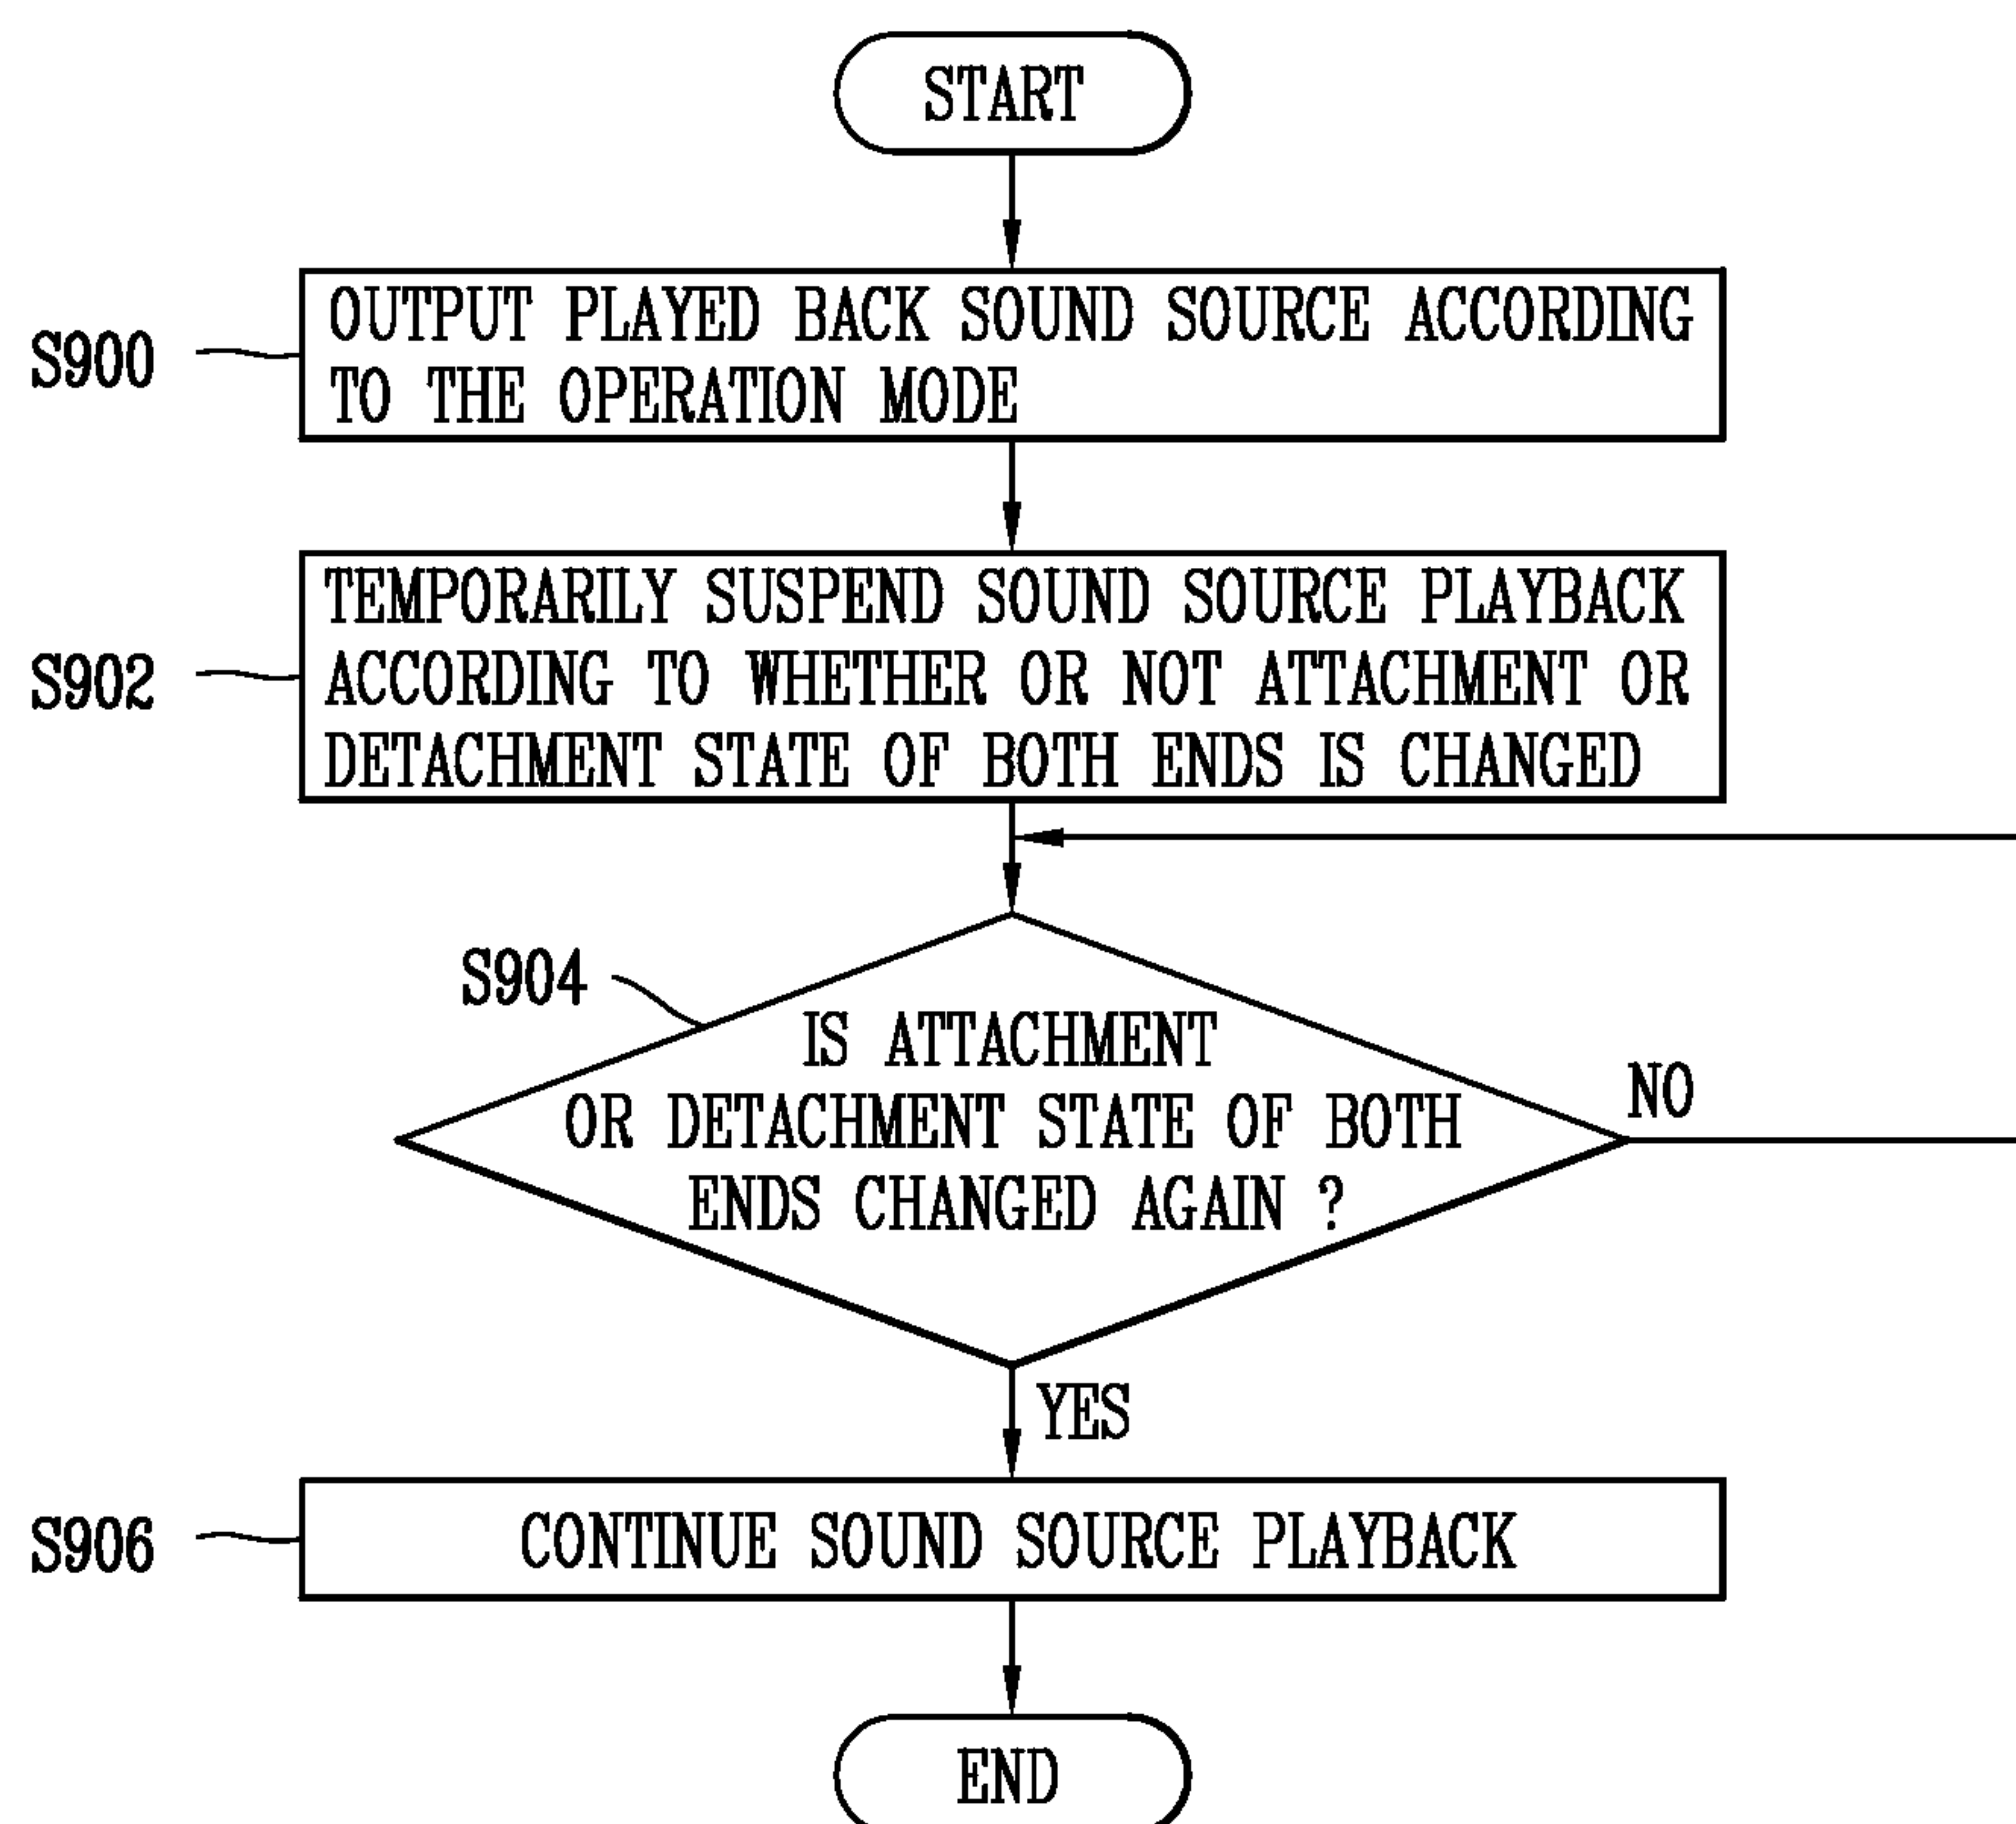 START
S900
OUTPUT PLAYED BACK SOUND SOURCE ACCORDING
TO THE OPERATION MODE
S902
TEMPORARILY SUSPEND SOUND SOURCE PLAYBACK
ACCORDING TO WHETHER OR NOT ATTACHMENT OR
DETACHMENT STATE OF BOTH ENDS IS CHANGED
S904
IS ATTACHMENT
OR DETACHMENT STATE OF BOTH
ENDS CHANGED AGAIN ?
NO
YES
S906
CONTINUE SOUND SOURCE PLAYBACK
END